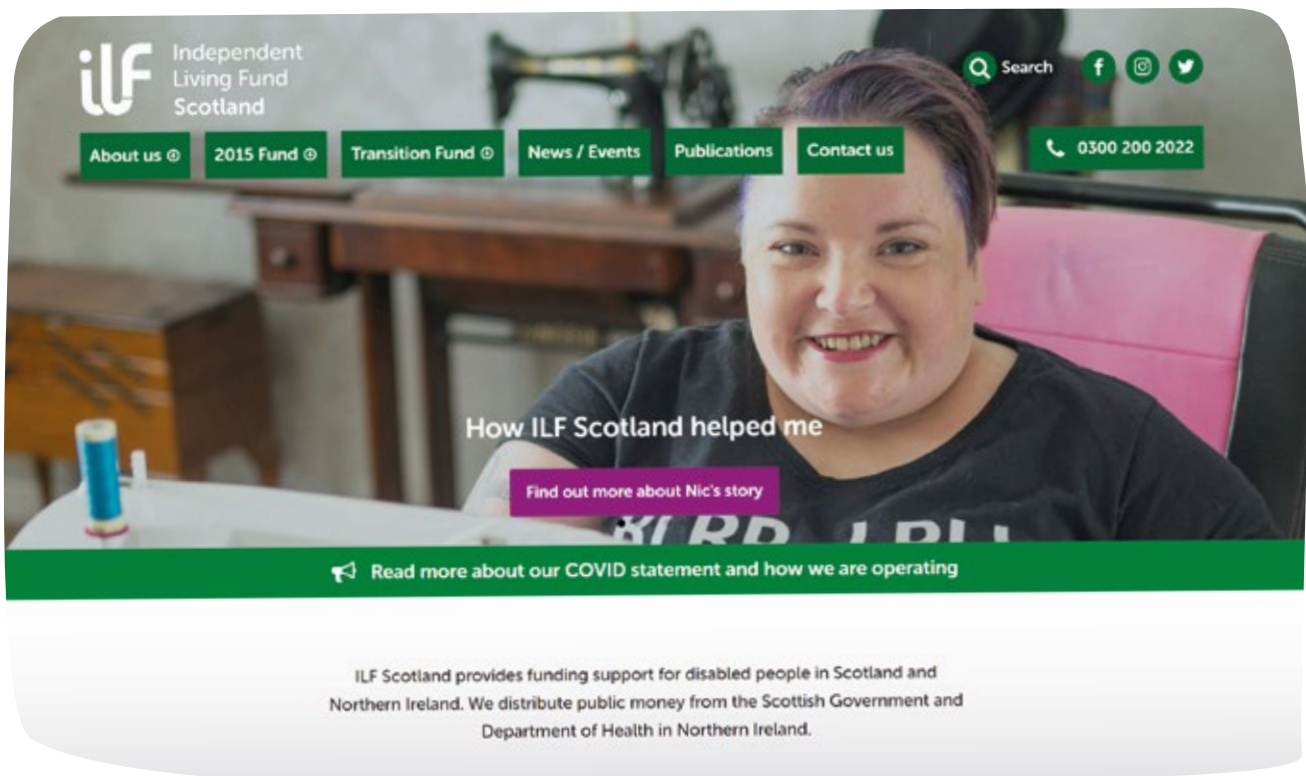 ilf
Independent
Living Fund
Scotland
Search
About us
2015 Fund
Transition Fund
News / Events
Publications
Contact us
0300 200 2022
How ILF Scotland helped me
Find out more about Nic's story
Read more about our COVID statement and how we are operating
ILF Scotland provides funding support for disabled people in Scotland and
Northern Ireland. We distribute public money from the Scottish Government and
Department of Health in Northern Ireland.